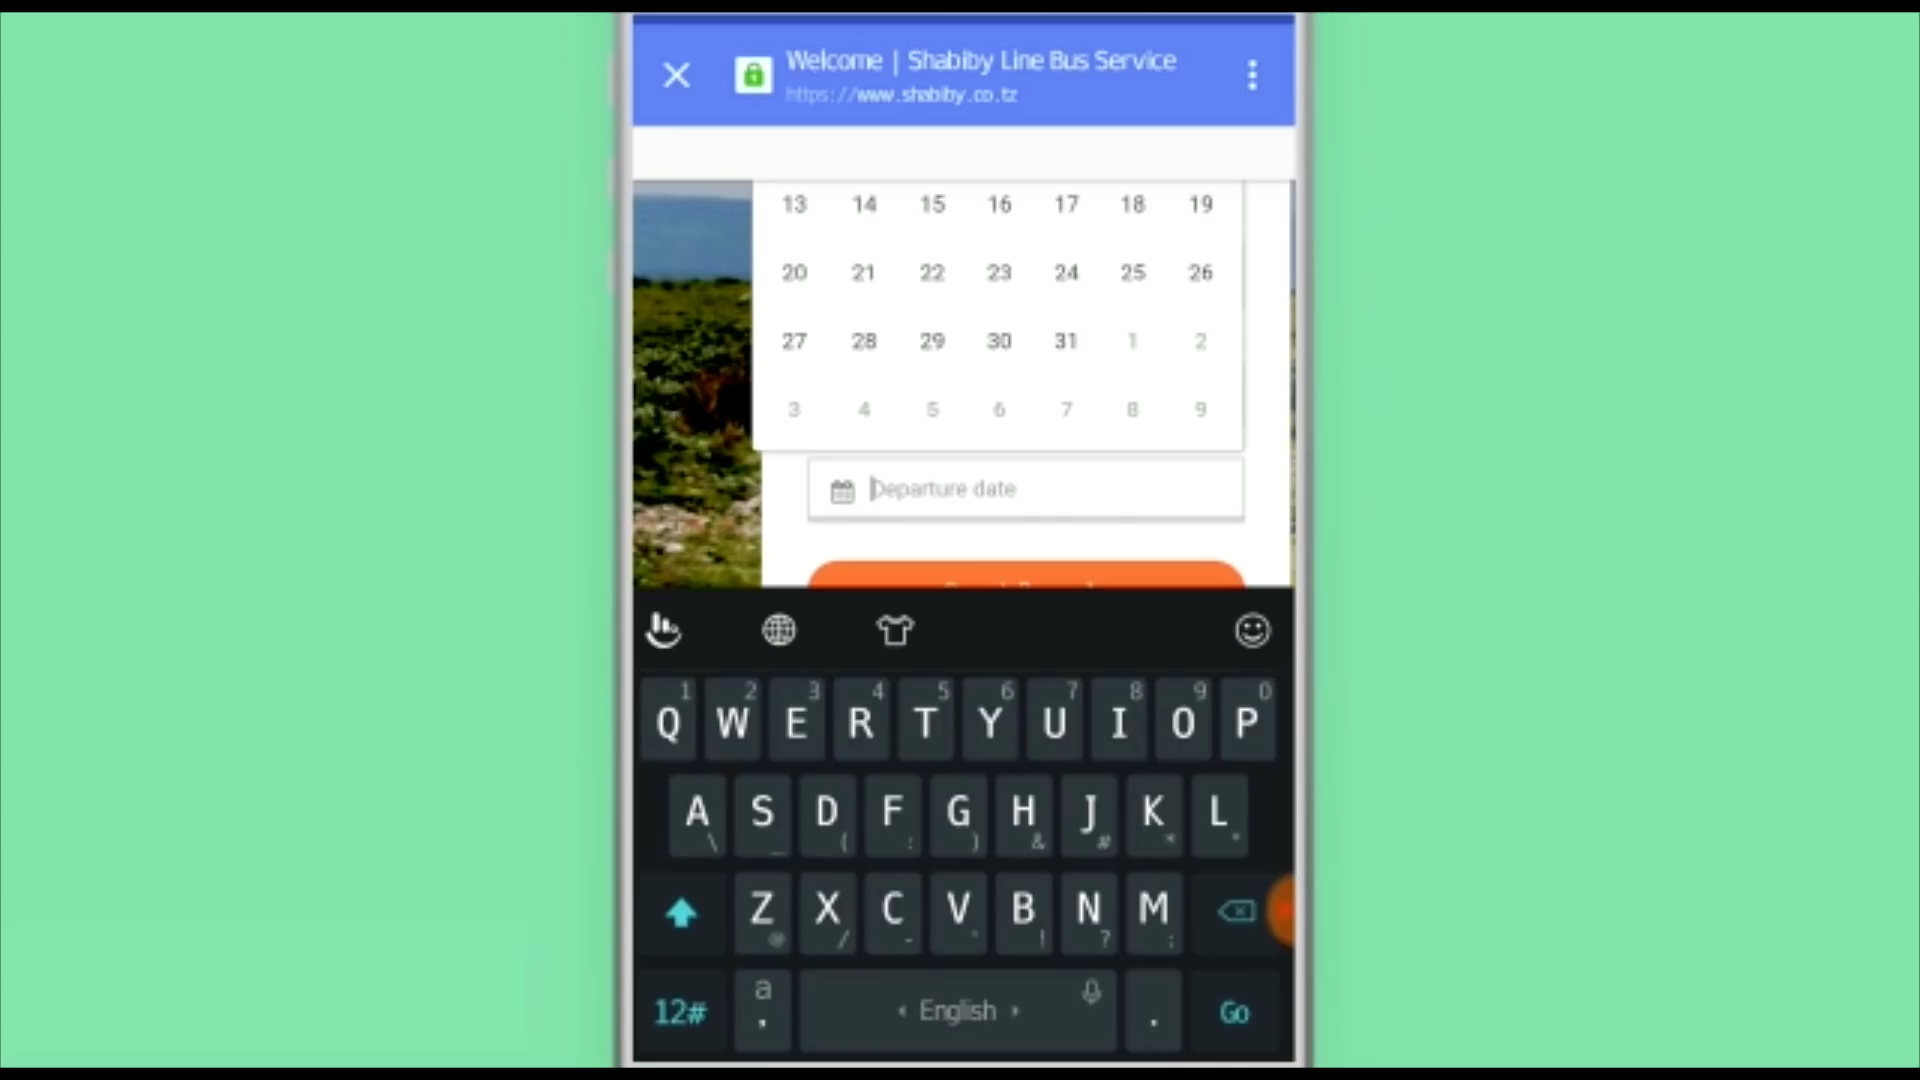 Welcome | Shabiby Line Bus Service
https://www.shabiby.co.tz
13 14 15 16 17 18 19
20 21 22 23 24 25 26
27 28 29 30 31 1 2
3 4 5 6 7 8 9
Departure date
1 2 3 4 5 6 7 8 9 0
Q W E R T Y U I O P
A S D F G H J K L
\ _ ( : ) & # *
Z X C V B N M
@ / - ! ? ;
12# a , English . Go